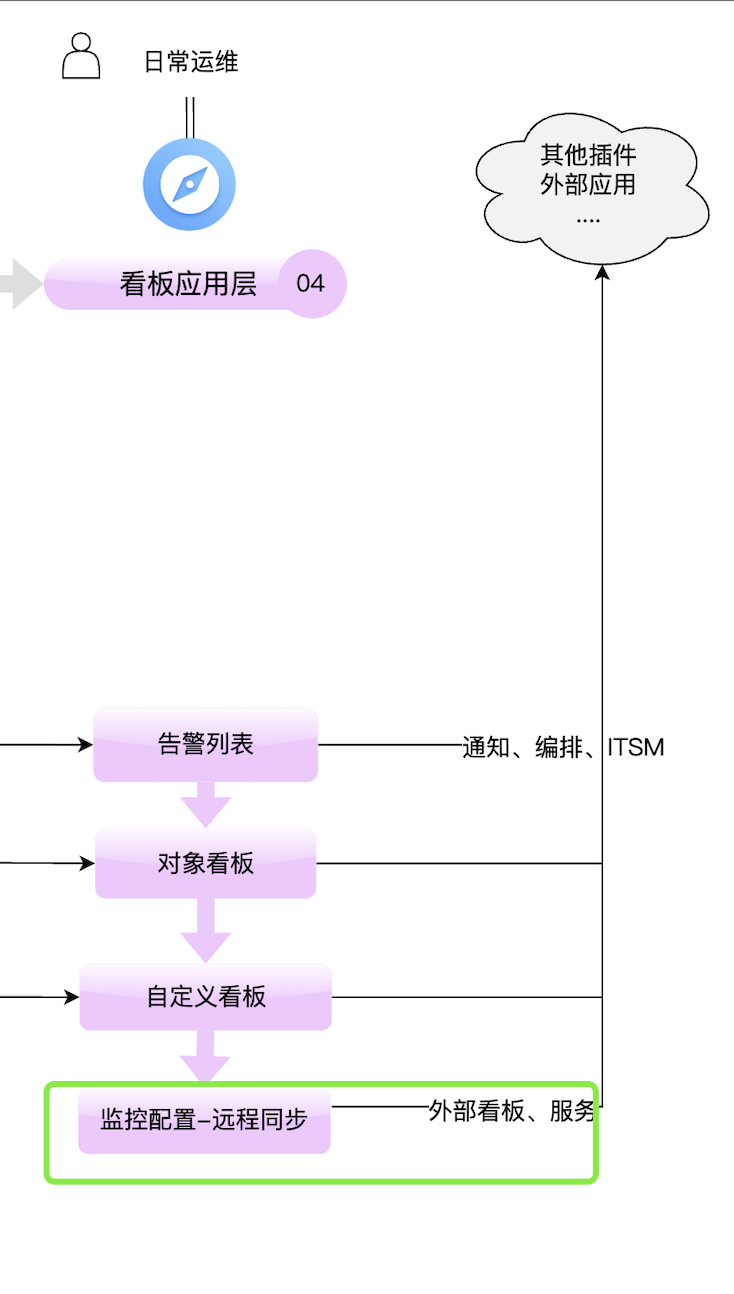 日常运维
其他插件
外部应用
....
看板应用层
04
告警列表
通知、编排、ITSM
对象看板
自定义看板
监控配置-远程同步
外部看板、服务